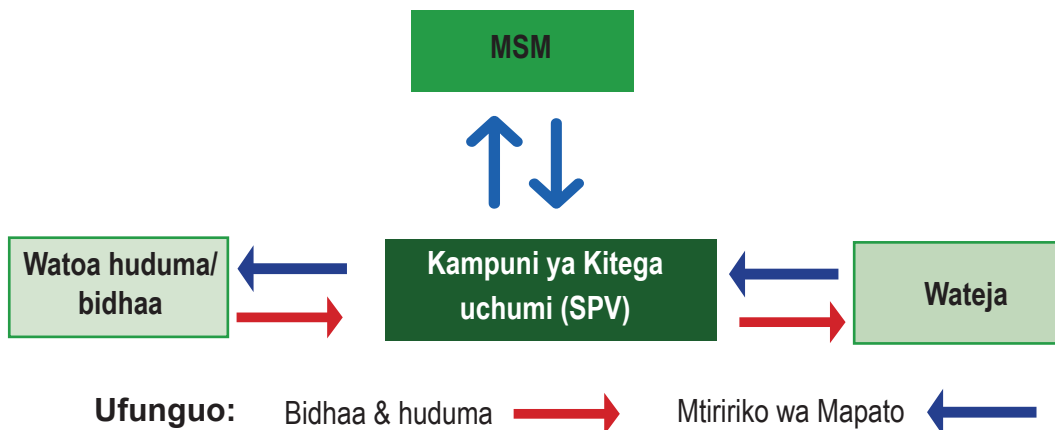 MSM
Watoa huduma/
bidhaa
Kampuni ya Kitega
uchumi (SPV)
Wateja
Ufunguo: Bidhaa & huduma Mtiririko wa Mapato